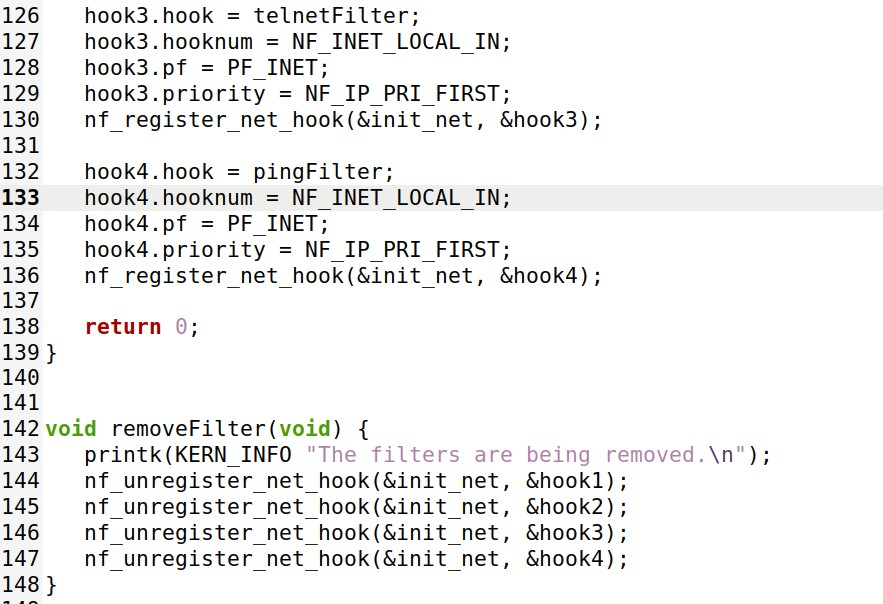 126 hook3.hook = telnetFilter;
127 hook3.hooknum = NF_INET_LOCAL_IN;
128 hook3.pf = PF_INET;
129 hook3.priority = NF_IP_PRI_FIRST;
130 nf_register_net_hook(&init_net, &hook3);
131
132 hook4.hook = pingFilter;
133 hook4.hooknum = NF_INET_LOCAL_IN;
134 hook4.pf = PF_INET;
135 hook4.priority = NF_IP_PRI_FIRST;
136 nf_register_net_hook(&init_net, &hook4);
137
138 return 0;
139 }
140
141
142 void removeFilter(void) {
143 printk(KERN_INFO "The filters are being removed.\n");
144 nf_unregister_net_hook(&init_net, &hook1);
145 nf_unregister_net_hook(&init_net, &hook2);
146 nf_unregister_net_hook(&init_net, &hook3);
147 nf_unregister_net_hook(&init_net, &hook4);
148 }